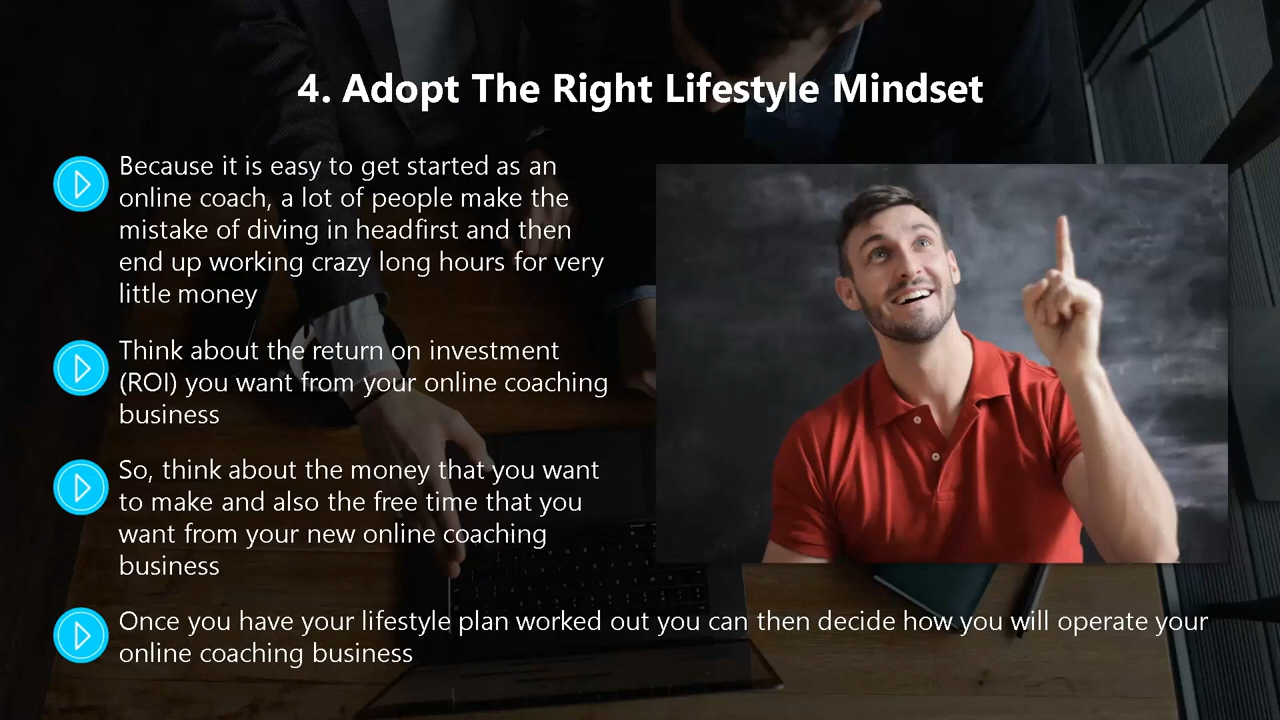 4. Adopt The Right Lifestyle Mindset
Because it is easy to get started as an
online coach, a lot of people make the
mistake of diving in headfirst and then
end up working crazy long hours for very
little money
Think about the return on investment
(ROI) you want from your online coaching
business
So, think about the money that you want
to make and also the free time that you
want from your new online coaching
business
Once you have your lifestyle plan worked out you can then decide how you will operate your
online coaching business